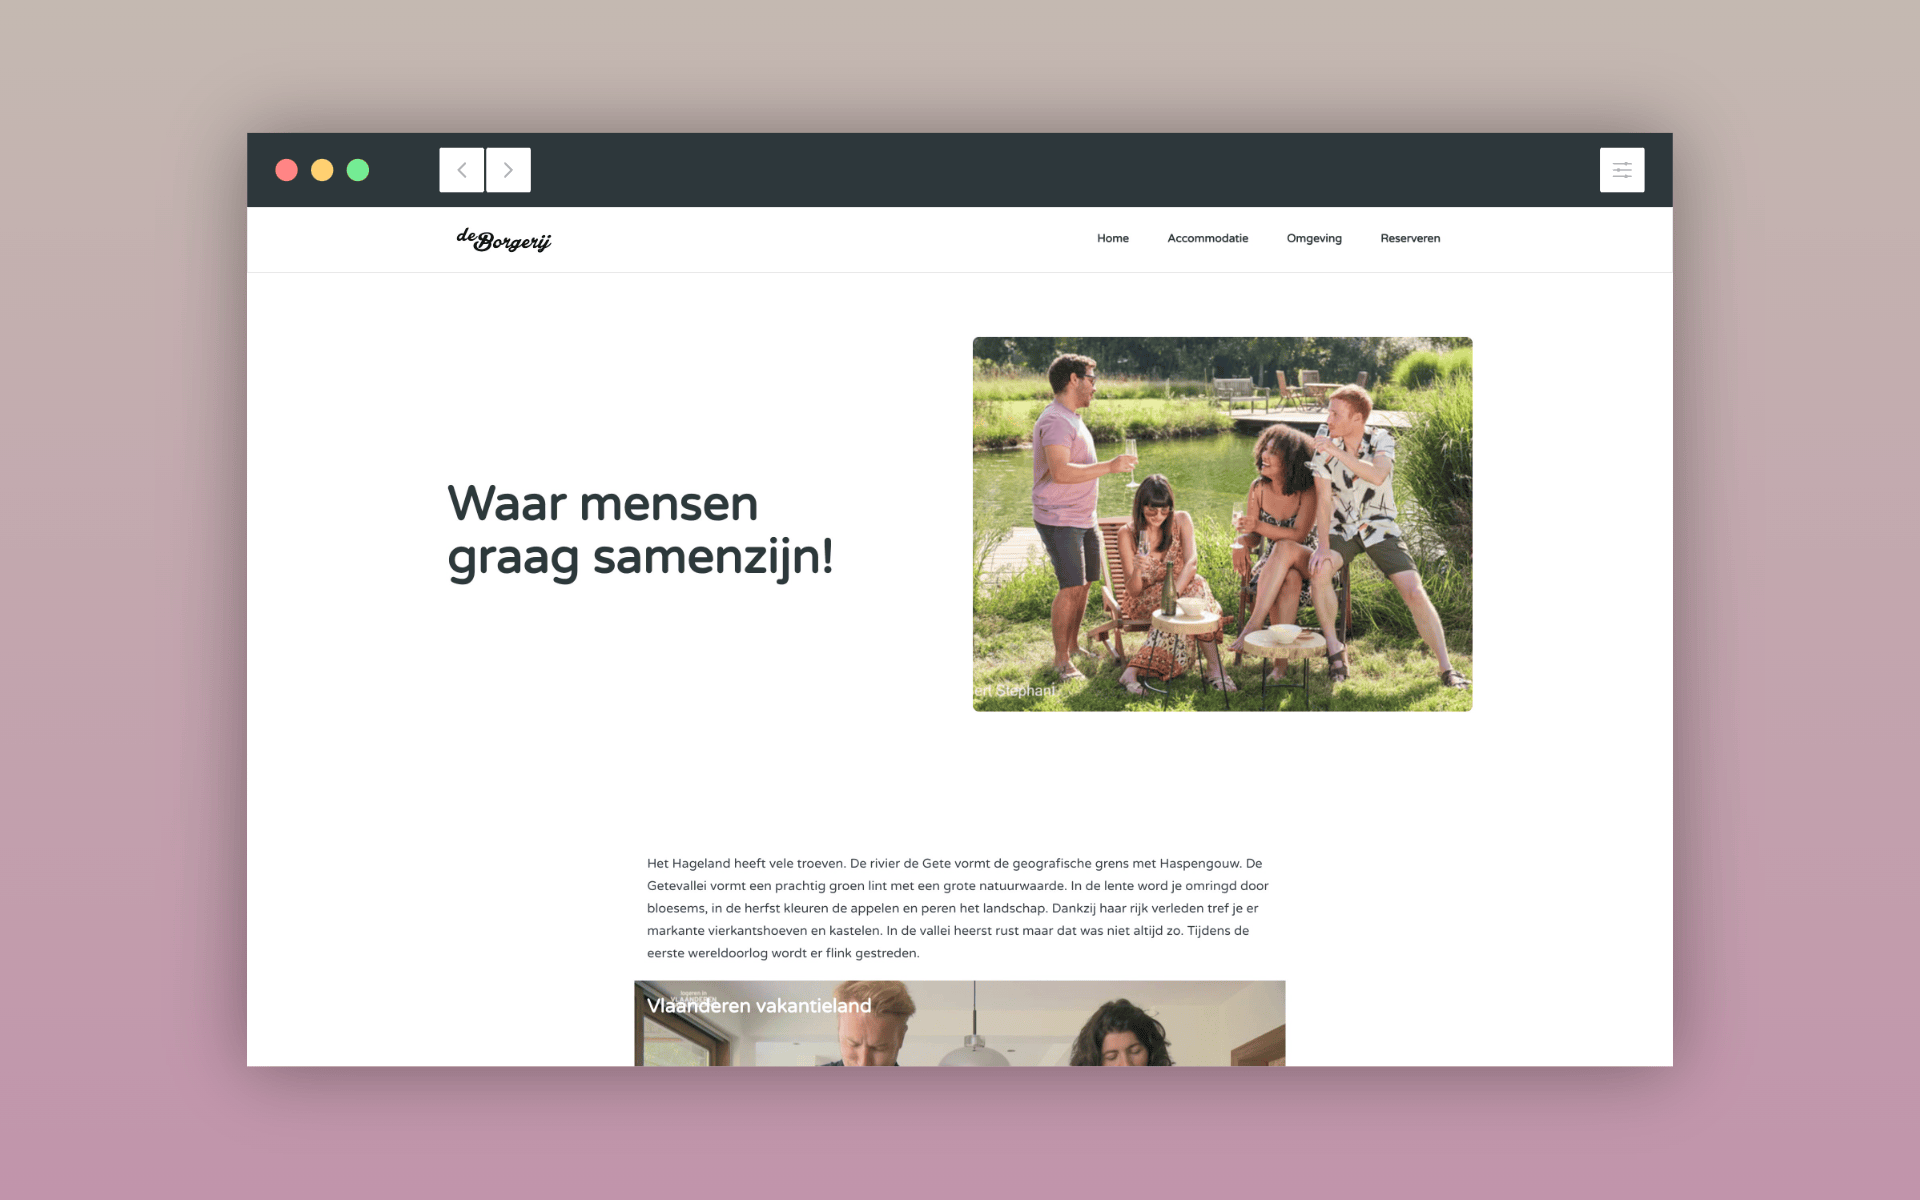 de Borgerij
Home Accommodatie Omgeving Reserveren
Waar mensen
graag samenzijn!
Stephant
Het Hageland heeft vele troeven. De rivier de Gete vormt de geografische grens met Haspengouw. De
Getevallei vormt een prachtig groen lint met een grote natuurwaarde. In de lente word je omringd door
bloesems, in de herfst kleuren de appelen en peren het landschap. Dankzij haar rijk verleden tref je er
markante vierkantshoeven en kastelen. In de vallei heerst rust maar dat was niet altijd zo. Tijdens de
eerste wereldoorlog wordt er flink gestreden.
VLAANDEREN
Vlaanderen vakantieland